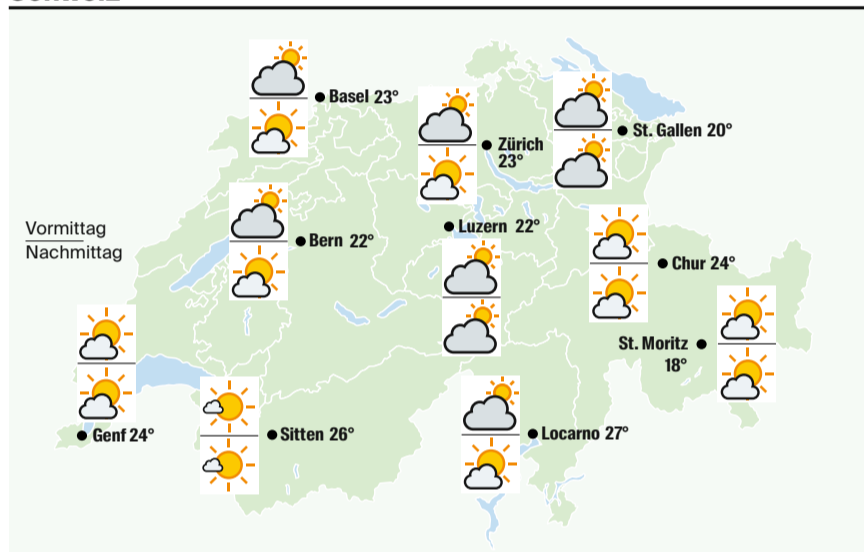 Basel 23°
Zürich
23°
St. Gallen 20°
Vormittag
Nachmittag
Bern 22°
Luzern 22°
Chur 24°
St. Moritz
18°
Genf 24°
Sitten 26°
Locarno 27°